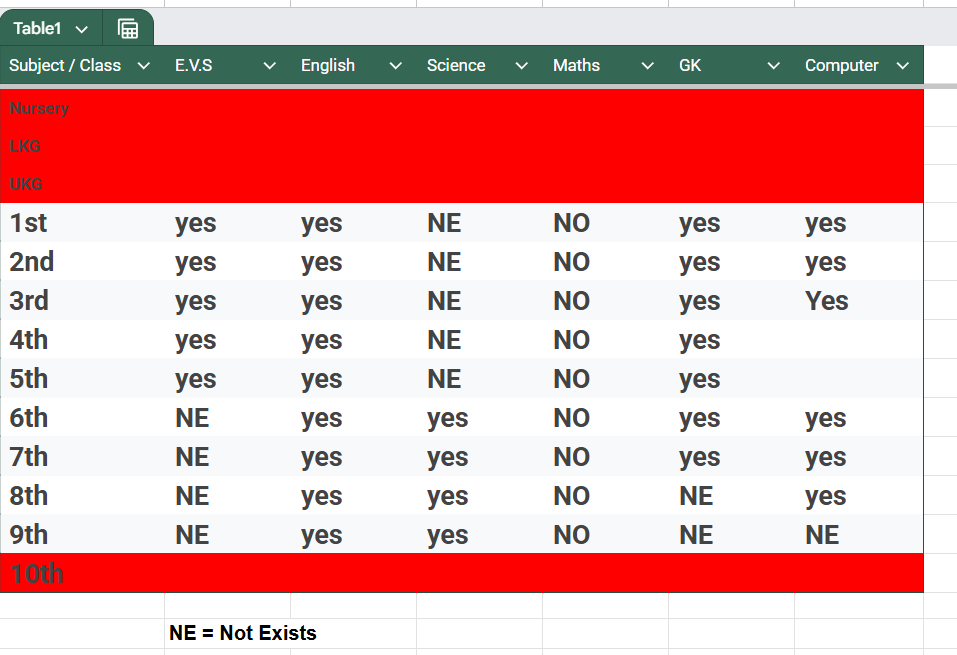 Table1
Subject / Class E.V.S English Science Maths GK Computer
Nursery
LKG
UKG
1st yes yes NE NO yes yes
2nd yes yes NE NO yes yes
3rd yes yes NE NO yes Yes
4th yes yes NE NO yes
5th yes yes NE NO yes
6th NE yes yes NO yes yes
7th NE yes yes NO yes yes
8th NE yes yes NO NE yes
9th NE yes yes NO NE NE
10th
NE = Not Exists